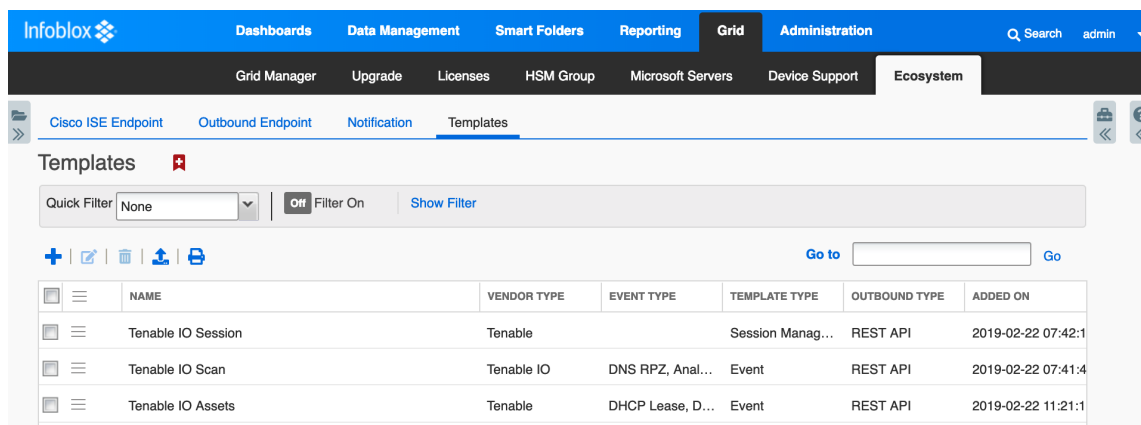 Infoblox Dashboards Data Management Smart Folders Reporting Grid Administration Search admin
Grid Manager Upgrade Licenses HSM Group Microsoft Servers Device Support Ecosystem
Cisco ISE Endpoint Outbound Endpoint Notification Templates
Templates
Quick Filter None Off Filter On Show Filter
Go to Go
NAME VENDOR TYPE EVENT TYPE TEMPLATE TYPE OUTBOUND TYPE ADDED ON
Tenable IO Session Tenable Session Manag... REST API 2019-02-22 07:42:1
Tenable IO Scan Tenable IO DNS RPZ, Anal... Event REST API 2019-02-22 07:41:4
Tenable IO Assets Tenable DHCP Lease, D... Event REST API 2019-02-22 11:21:1